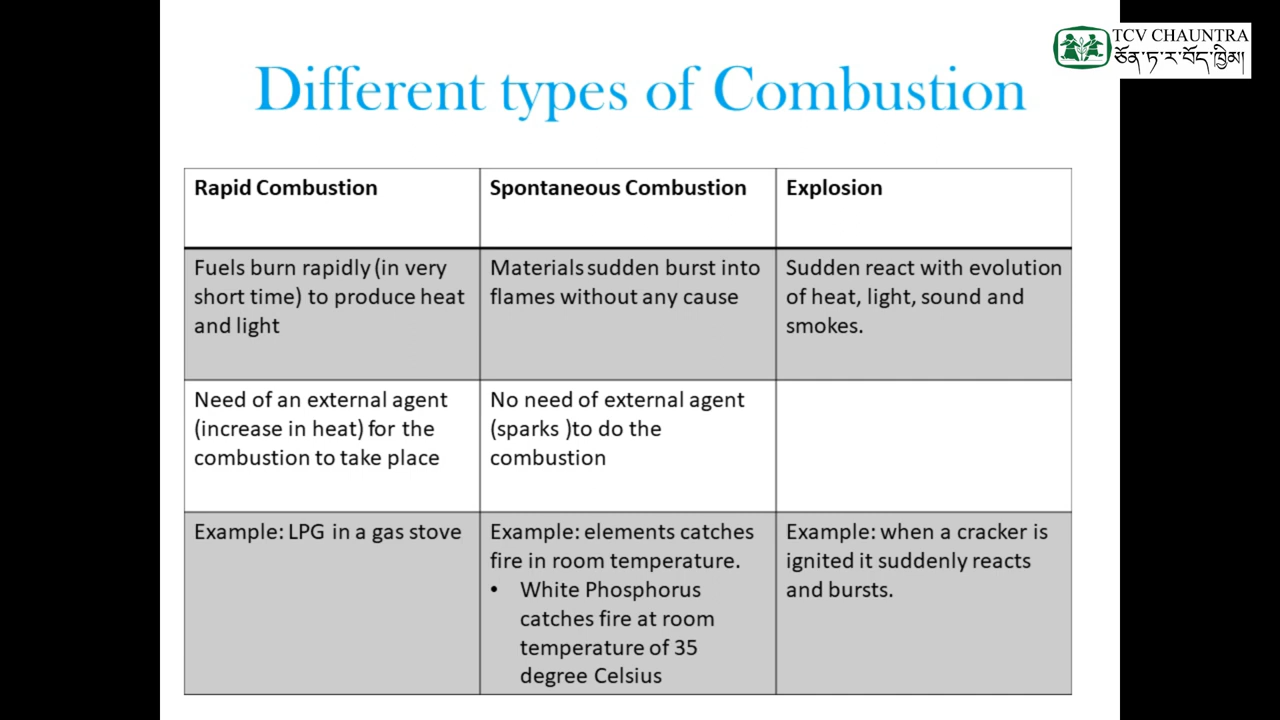 TCV CHAUNTRA
ཅོན་ཏ་ར་བོད་ཁྱིམ།
Different types of Combustion
Rapid Combustion
Spontaneous Combustion
Explosion
Fuels burn rapidly (in very
short time) to produce heat
and light
Materials sudden burst into
flames without any cause
Sudden react with evolution
of heat, light, sound and
smokes.
Need of an external agent
(increase in heat) for the
combustion to take place
No need of external agent
(sparks )to do the
combustion
Example: LPG in a gas stove
Example: elements catches
fire in room temperature.
• White Phosphorus
catches fire at room
temperature of 35
degree Celsius
Example: when a cracker is
ignited it suddenly reacts
and bursts.